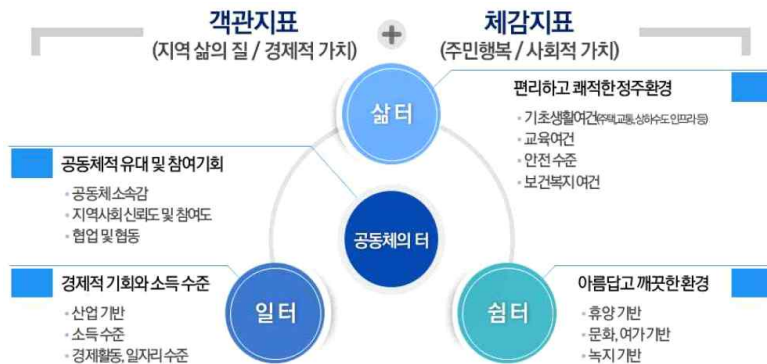 객관지표
(지역 삶의 질 / 경제적 가치)
+
체감지표
(주민행복 / 사회적 가치)
삶터
편리하고 쾌적한 정주환경
• 기초생활여건(주택,교통,상하수도 인프라 등)
• 교육여건
• 안전 수준
• 보건복지 여건
공동체적 유대 및 참여기회
• 공동체 소속감
• 지역사회 신뢰도 및 참여도
• 협업 및 협동
공동체의 터
경제적 기회와 소득 수준
• 산업 기반
• 소득 수준
• 경제활동, 일자리 수준
일터
쉼터
아름답고 깨끗한 환경
• 휴양 기반
• 문화, 여가 기반
• 녹지 기반